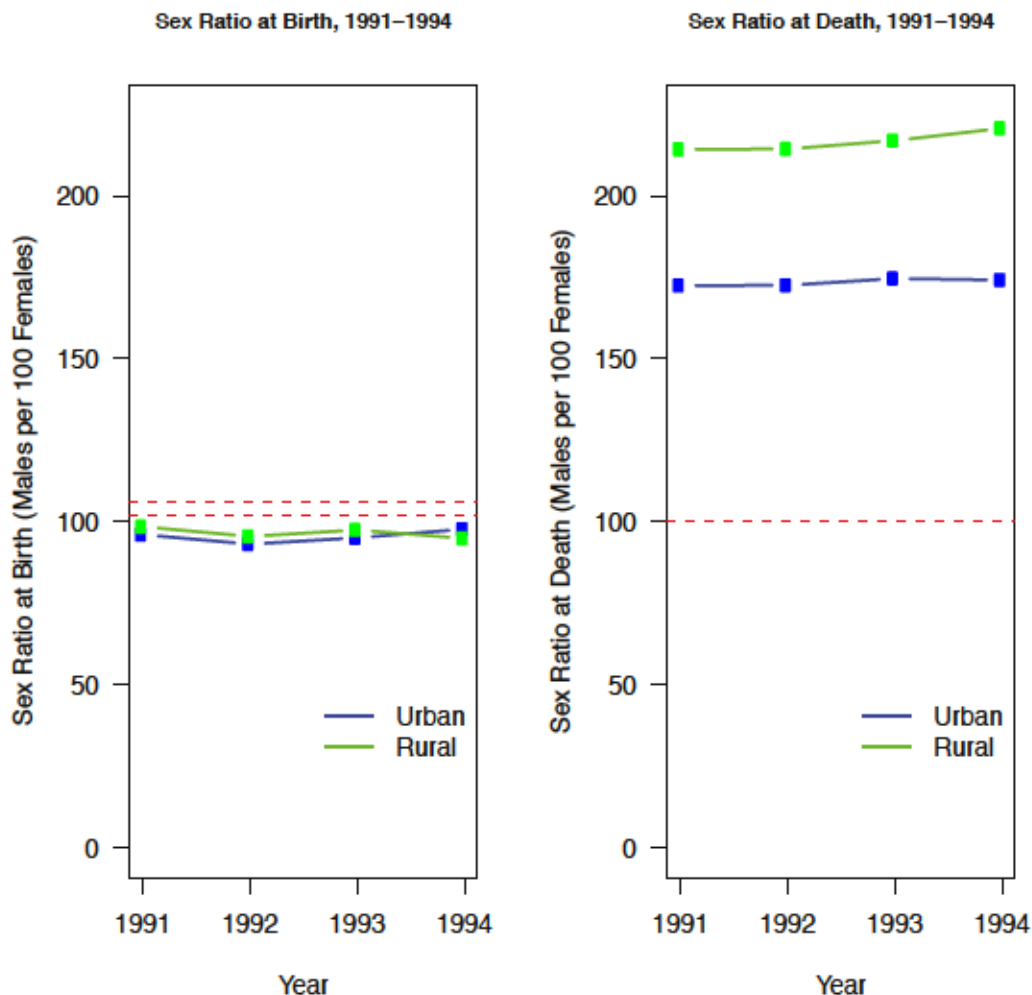 Sex Ratio at Birth, 1991–1994
Sex Ratio at Birth (Males per 100 Females)
200
150
100
50
0
Urban
Rural
1991 1992 1993 1994
Year
Sex Ratio at Death, 1991–1994
Sex Ratio at Death (Males per 100 Females)
200
150
100
50
0
Urban
Rural
1991 1992 1993 1994
Year